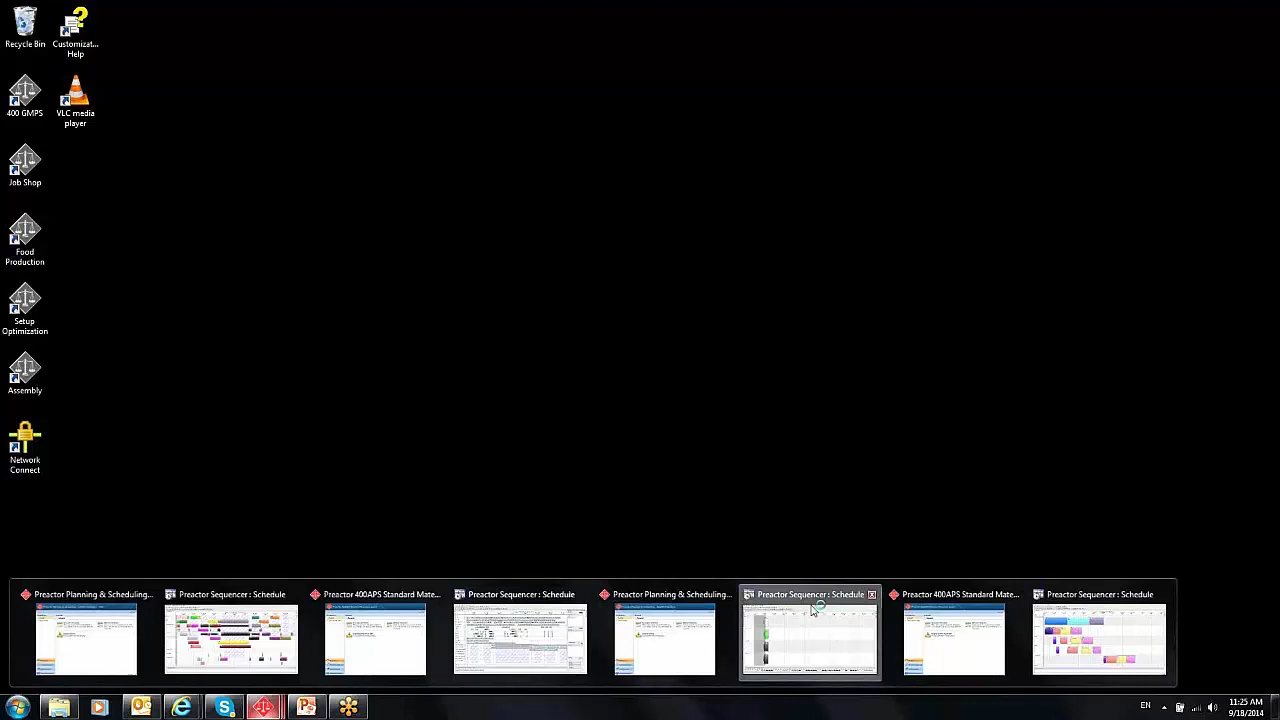 Recycle Bin
Customizat...
Help
400 GMPS
VLC media
player
Job Shop
Food
Production
Setup
Optimization
Assembly
Network
Connect
Preactor Planning & Scheduling...
Preactor Sequencer : Schedule
Preactor 400APS Standard Mate...
Preactor Sequencer : Schedule
Preactor Planning & Scheduling...
Preactor Sequencer : Schedule
Preactor 400APS Standard Mate...
Preactor Sequencer : Schedule
EN
11:25 AM
9/18/2014